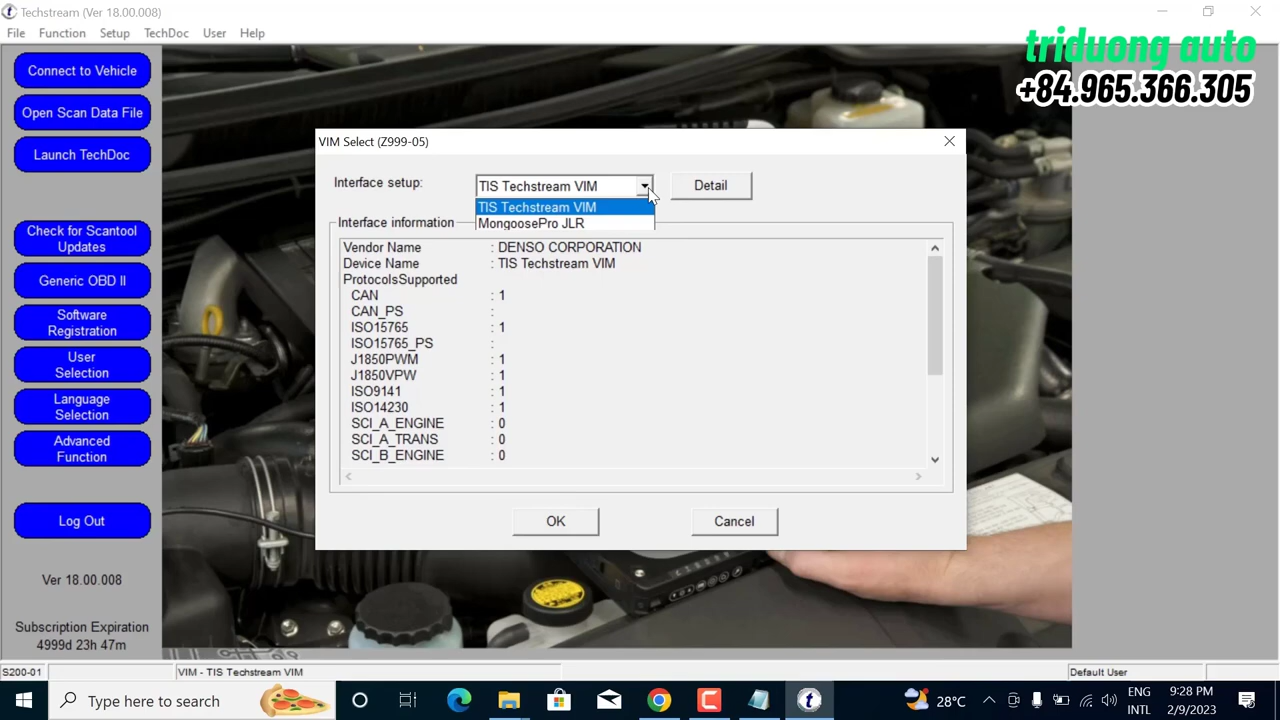 Techstream (Ver 18.00.008)
File Function Setup TechDoc User Help
triduong auto
+84.965.366.305
Connect to Vehicle
Open Scan Data File
Launch TechDoc
Check for Scantool
Updates
Generic OBD II
Software
Registration
User
Selection
Language
Selection
Advanced
Function
Log Out
Ver 18.00.008
Subscription Expiration
4999d 23h 47m
VIM Select (Z999-05)
Interface setup: TIS Techstream VIM Detail
TIS Techstream VIM
MongoosePro JLR
Interface information
Vendor Name : DENSO CORPORATION
Device Name : TIS Techstream VIM
ProtocolsSupported
CAN : 1
CAN_PS :
ISO15765 : 1
ISO15765_PS :
J1850PWM : 1
J1850VPW : 1
ISO9141 : 1
ISO14230 : 1
SCI_A_ENGINE : 0
SCI_A_TRANS : 0
SCI_B_ENGINE : 0
OK Cancel
S200-01 VIM - TIS Techstream VIM Default User
Type here to search
28°C
ENG
INTL
9:28 PM
2/9/2023